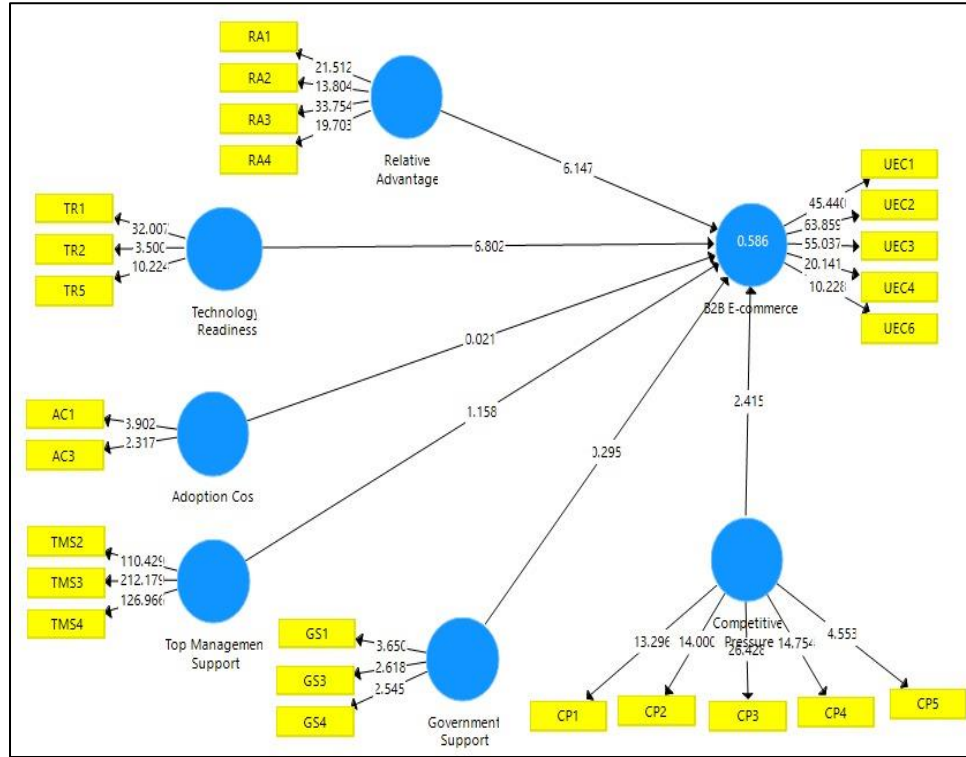 RA1
RA2
RA3
RA4
21.512
13.804
33.754
19.703
Relative
Advantage
6.147
TR1
TR2
TR5
32.007
3.500
10.224
Technology
Readiness
6.802
UEC1
UEC2
UEC3
UEC4
UEC6
45.440
63.859
55.037
20.141
10.228
0.586
B2B E-commerce
AC1
AC3
3.902
2.317
Adoption Cos
0.021
TMS2
TMS3
TMS4
110.429
212.179
126.966
Top Managemen
Support
1.158
GS1
GS3
GS4
3.650
2.618
2.545
Government
Support
0.295
2.415
Competitive
Pressure
13.296
14.000
26.428
14.754
4.553
CP1
CP2
CP3
CP4
CP5